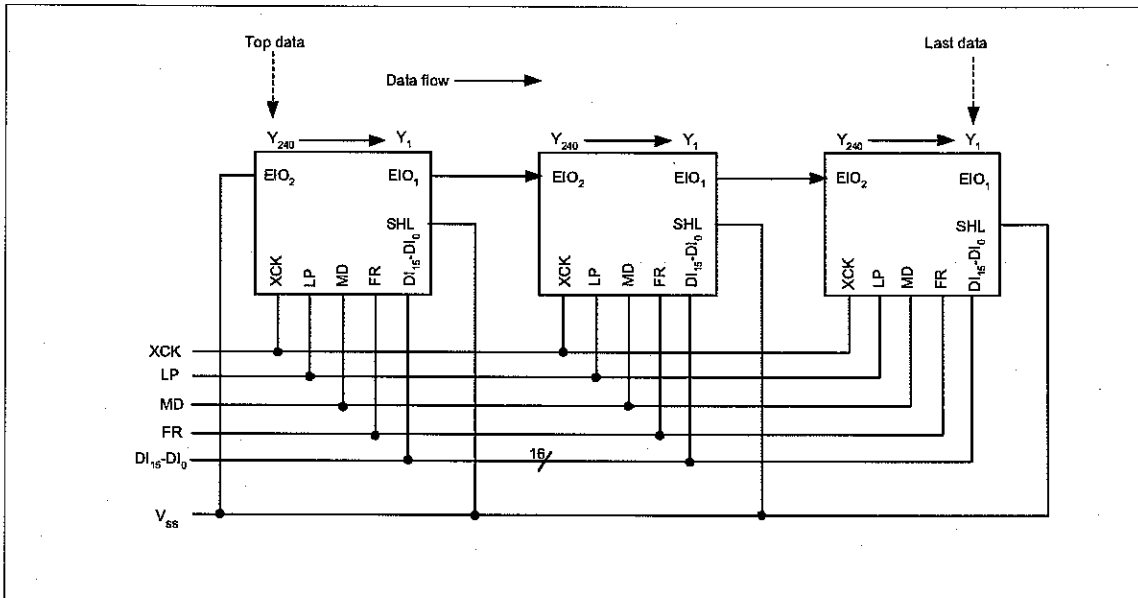 Top data
Last data
Data flow
Y240 Y1
Y240 Y1
Y240 Y1
EIO2 EIO1
EIO2 EIO1
EIO2 EIO1
SHL
SHL
SHL
XCK LP MD FR DI15-DI0
XCK LP MD FR DI15-DI0
XCK LP MD FR DI15-DI0
XCK
LP
MD
FR
DI15-DI0
16
Vss